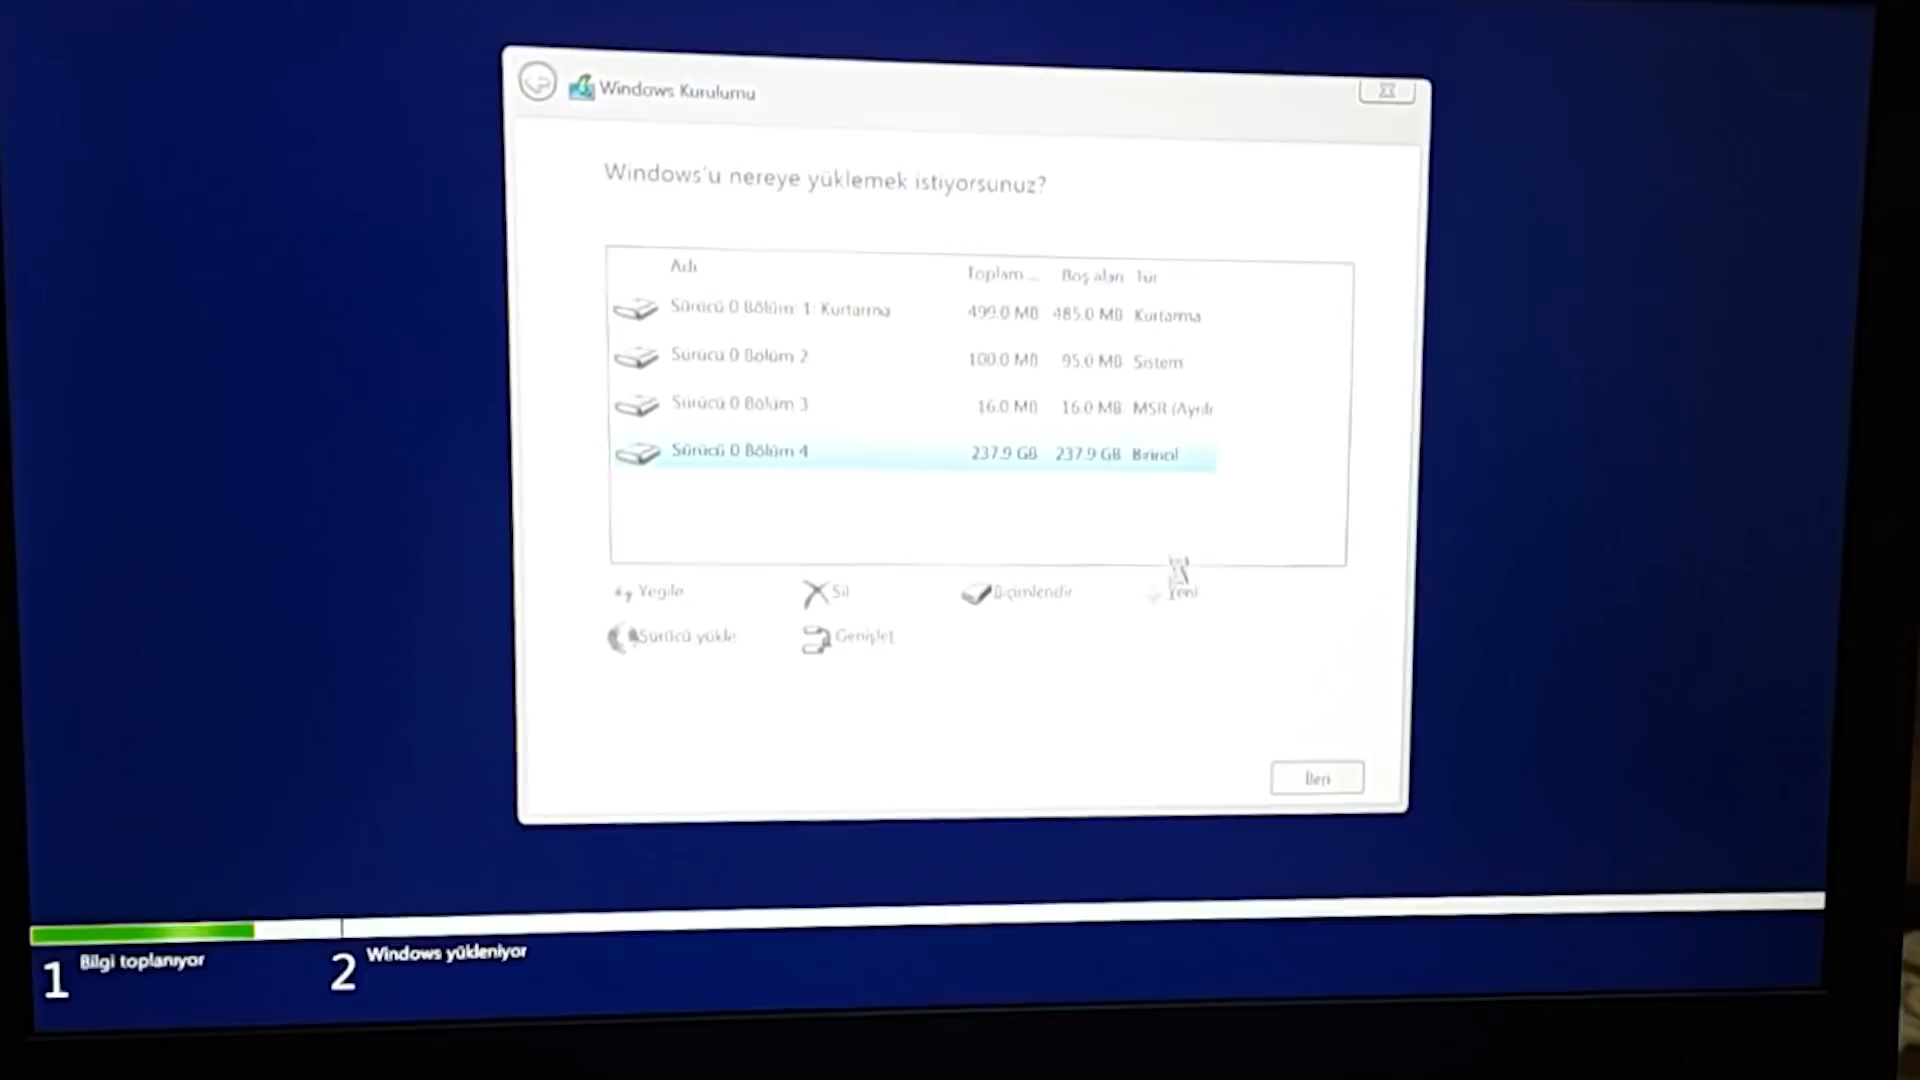 Windows Kurulumu
Windows'u nereye yüklemek istiyorsunuz?
Adı Toplam ... Boş alan Tür
Sürücü 0 Bölüm 1: Kurtarma 499.0 MB 485.0 MB Kurtarma
Sürücü 0 Bölüm 2 100.0 MB 95.0 MB Sistem
Sürücü 0 Bölüm 3 16.0 MB 16.0 MB MSR (Ayrılı
Sürücü 0 Bölüm 4 237.9 GB 237.9 GB Birincil
Yenile Sil Biçimlendir Yeni
Sürücü yükle Genişlet
İleri
1 Bilgi toplanıyor 2 Windows yükleniyor